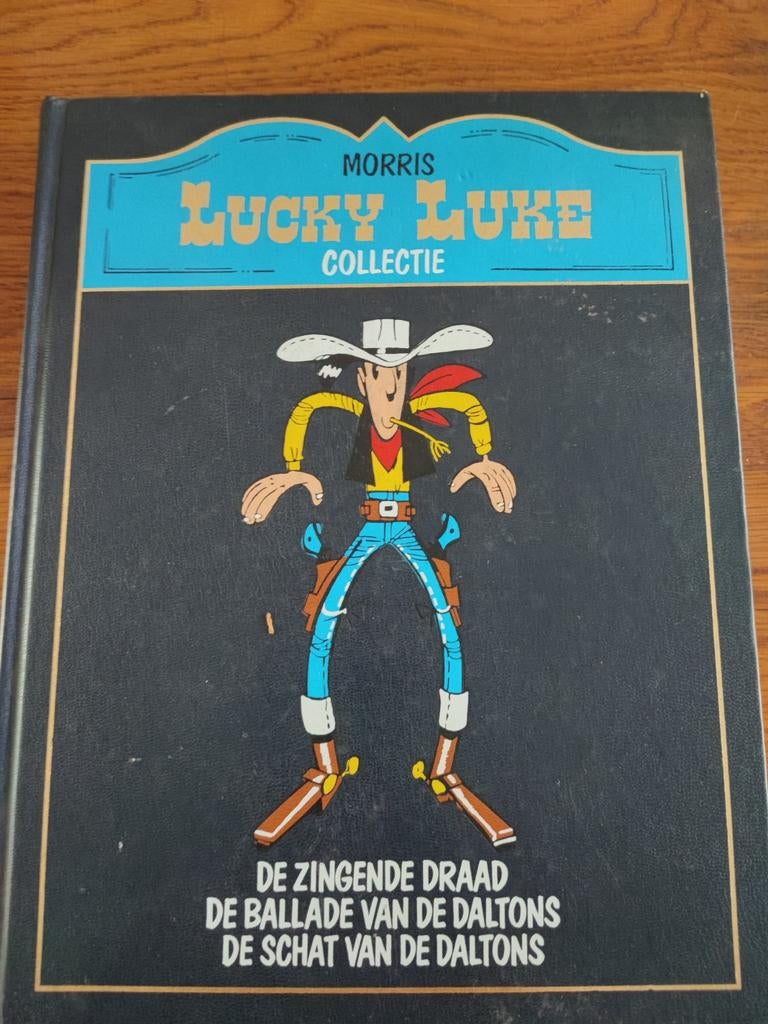 MORRIS
LUCKY LUKE
COLLECTIE
DE ZINGENDE DRAAD
DE BALLADE VAN DE DALTONS
DE SCHAT VAN DE DALTONS